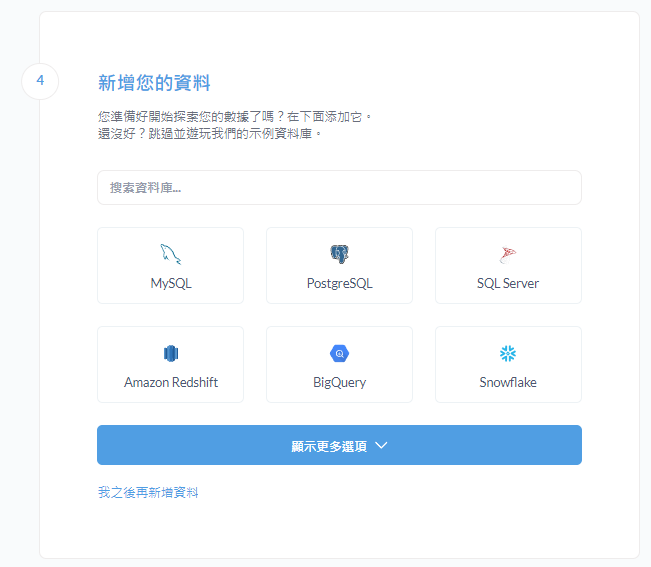 4
新增您的資料
您準備好開始探索您的數據了嗎？在下面添加它。
還沒好？跳過並遊玩我們的示例資料庫。
搜索資料庫...
MySQL
PostgreSQL
SQL Server
Amazon Redshift
BigQuery
Snowflake
顯示更多選項
我之後再新增資料